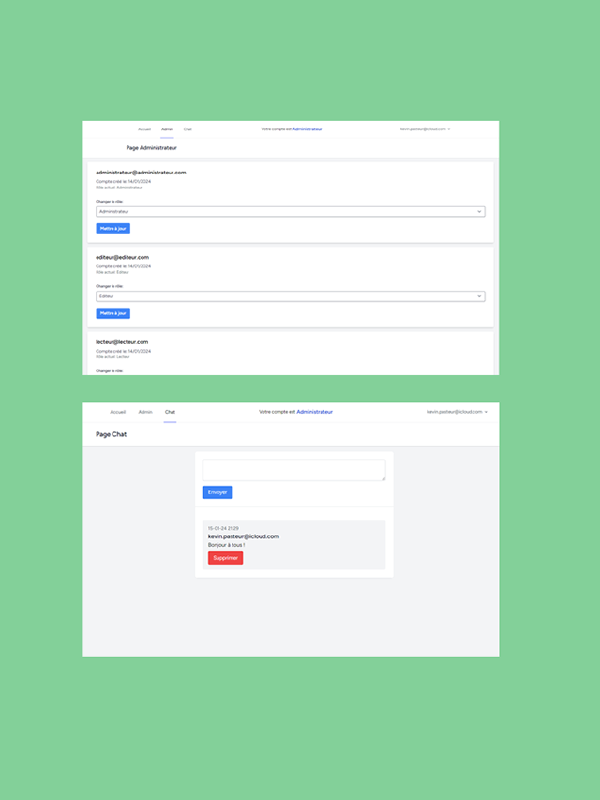 Accueil Admin Chat Votre compte est Administrateur kevin.pasteur@icloud.com
Page Administrateur
administrateur@administrateur.com
Compte créé le: 14/01/2024
Rôle actuel: Administrateur
Changer le rôle:
Administrateur
Mettre à jour
editeur@editeur.com
Compte créé le: 14/01/2024
Rôle actuel: Editeur
Changer le rôle:
Editeur
Mettre à jour
lecteur@lecteur.com
Compte créé le: 14/01/2024
Rôle actuel: Lecteur
Changer le rôle:
Accueil Admin Chat Votre compte est Administrateur kevin.pasteur@icloud.com
Page Chat
Envoyer
15-01-24 21:29
kevin.pasteur@icloud.com
Bonjour à tous !
Supprimer